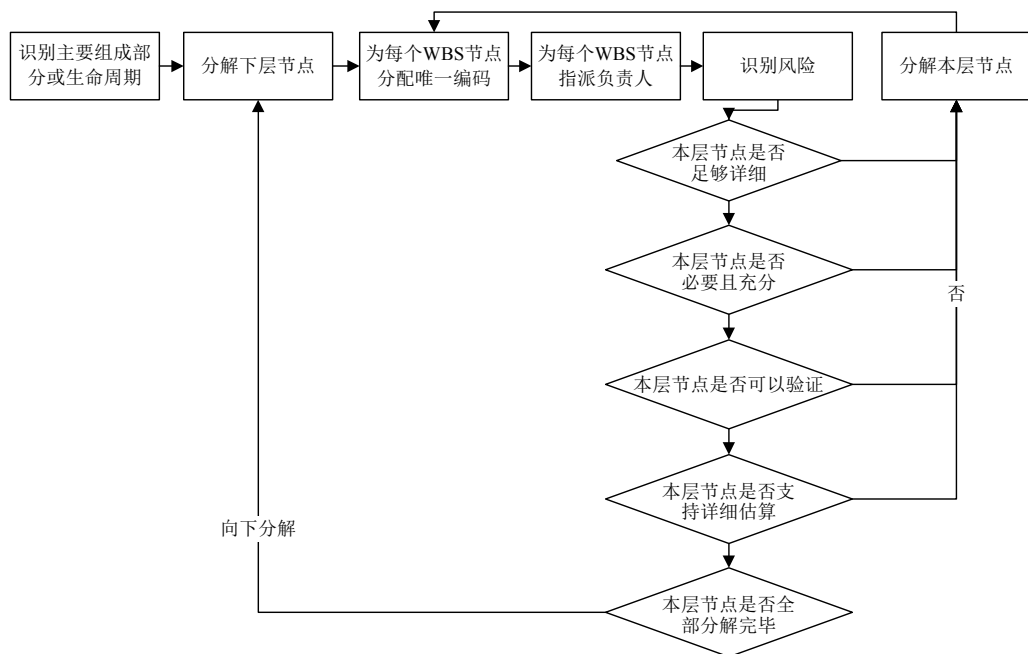 识别主要组成部
分或生命周期
分解下层节点
为每个WBS节点
分配唯一编码
为每个WBS节点
指派负责人
识别风险
分解本层节点
本层节点是否
足够详细
本层节点是否
必要且充分
否
本层节点是否可以验证
本层节点是否支
持详细估算
向下分解
本层节点是否全
部分解完毕